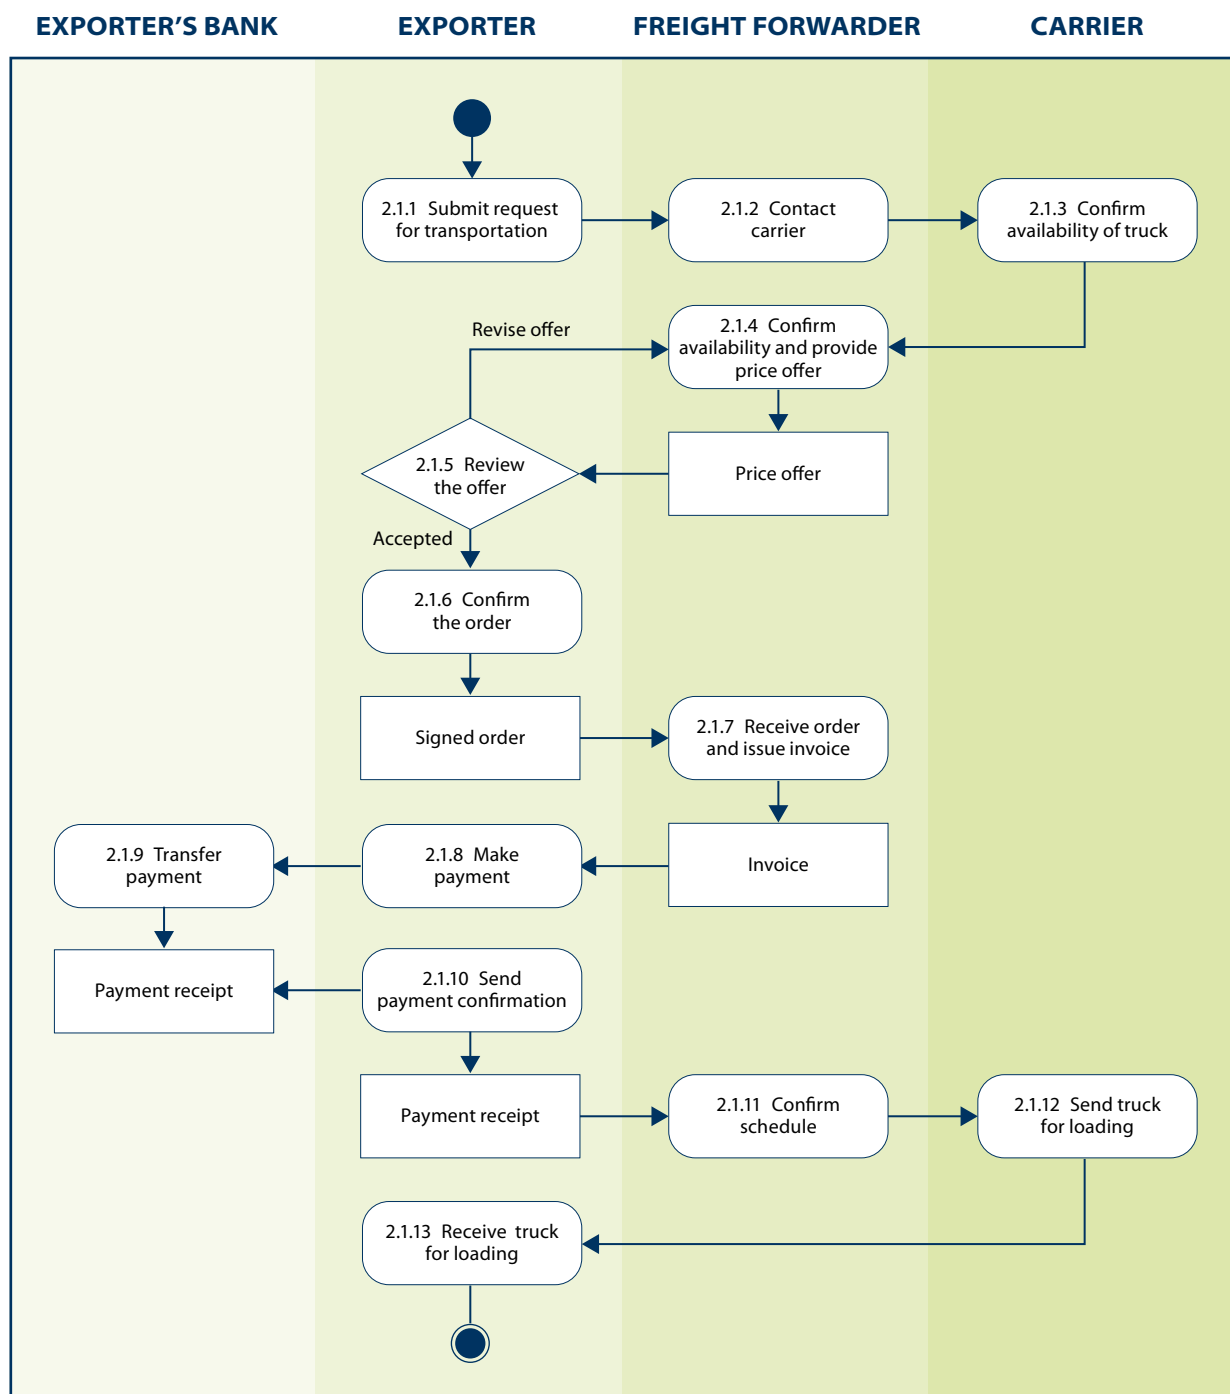 EXPORTER’S BANK
EXPORTER
FREIGHT FORWARDER
CARRIER
2.1.1 Submit request
for transportation
2.1.2 Contact
carrier
2.1.3 Confirm
availability of truck
Revise offer
2.1.4 Confirm
availability and provide
price offer
2.1.5 Review
the offer
Price offer
Accepted
2.1.6 Confirm
the order
Signed order
2.1.7 Receive order
and issue invoice
2.1.9 Transfer
payment
2.1.8 Make
payment
Invoice
Payment receipt
2.1.10 Send
payment confirmation
Payment receipt
2.1.11 Confirm
schedule
2.1.12 Send truck
for loading
2.1.13 Receive truck
for loading